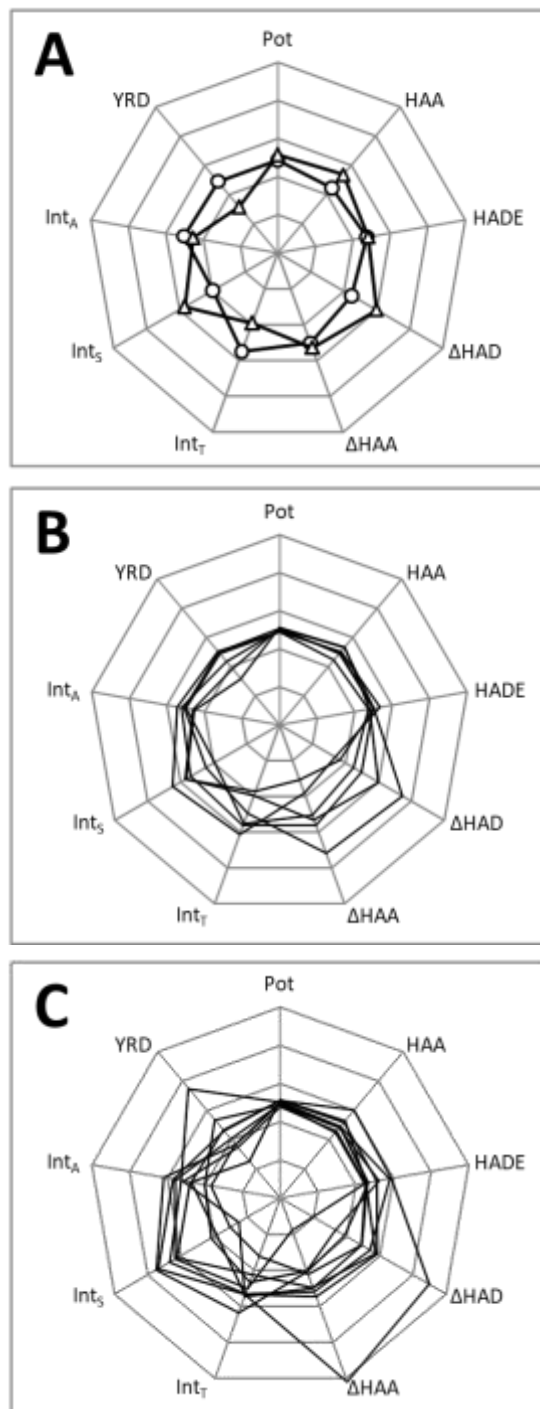 A
Pot
YRD
HAA
IntA
HADE
IntS
ΔHAD
IntT
ΔHAA
B
Pot
YRD
HAA
IntA
HADE
IntS
ΔHAD
IntT
ΔHAA
C
Pot
YRD
HAA
IntA
HADE
IntS
ΔHAD
IntT
ΔHAA